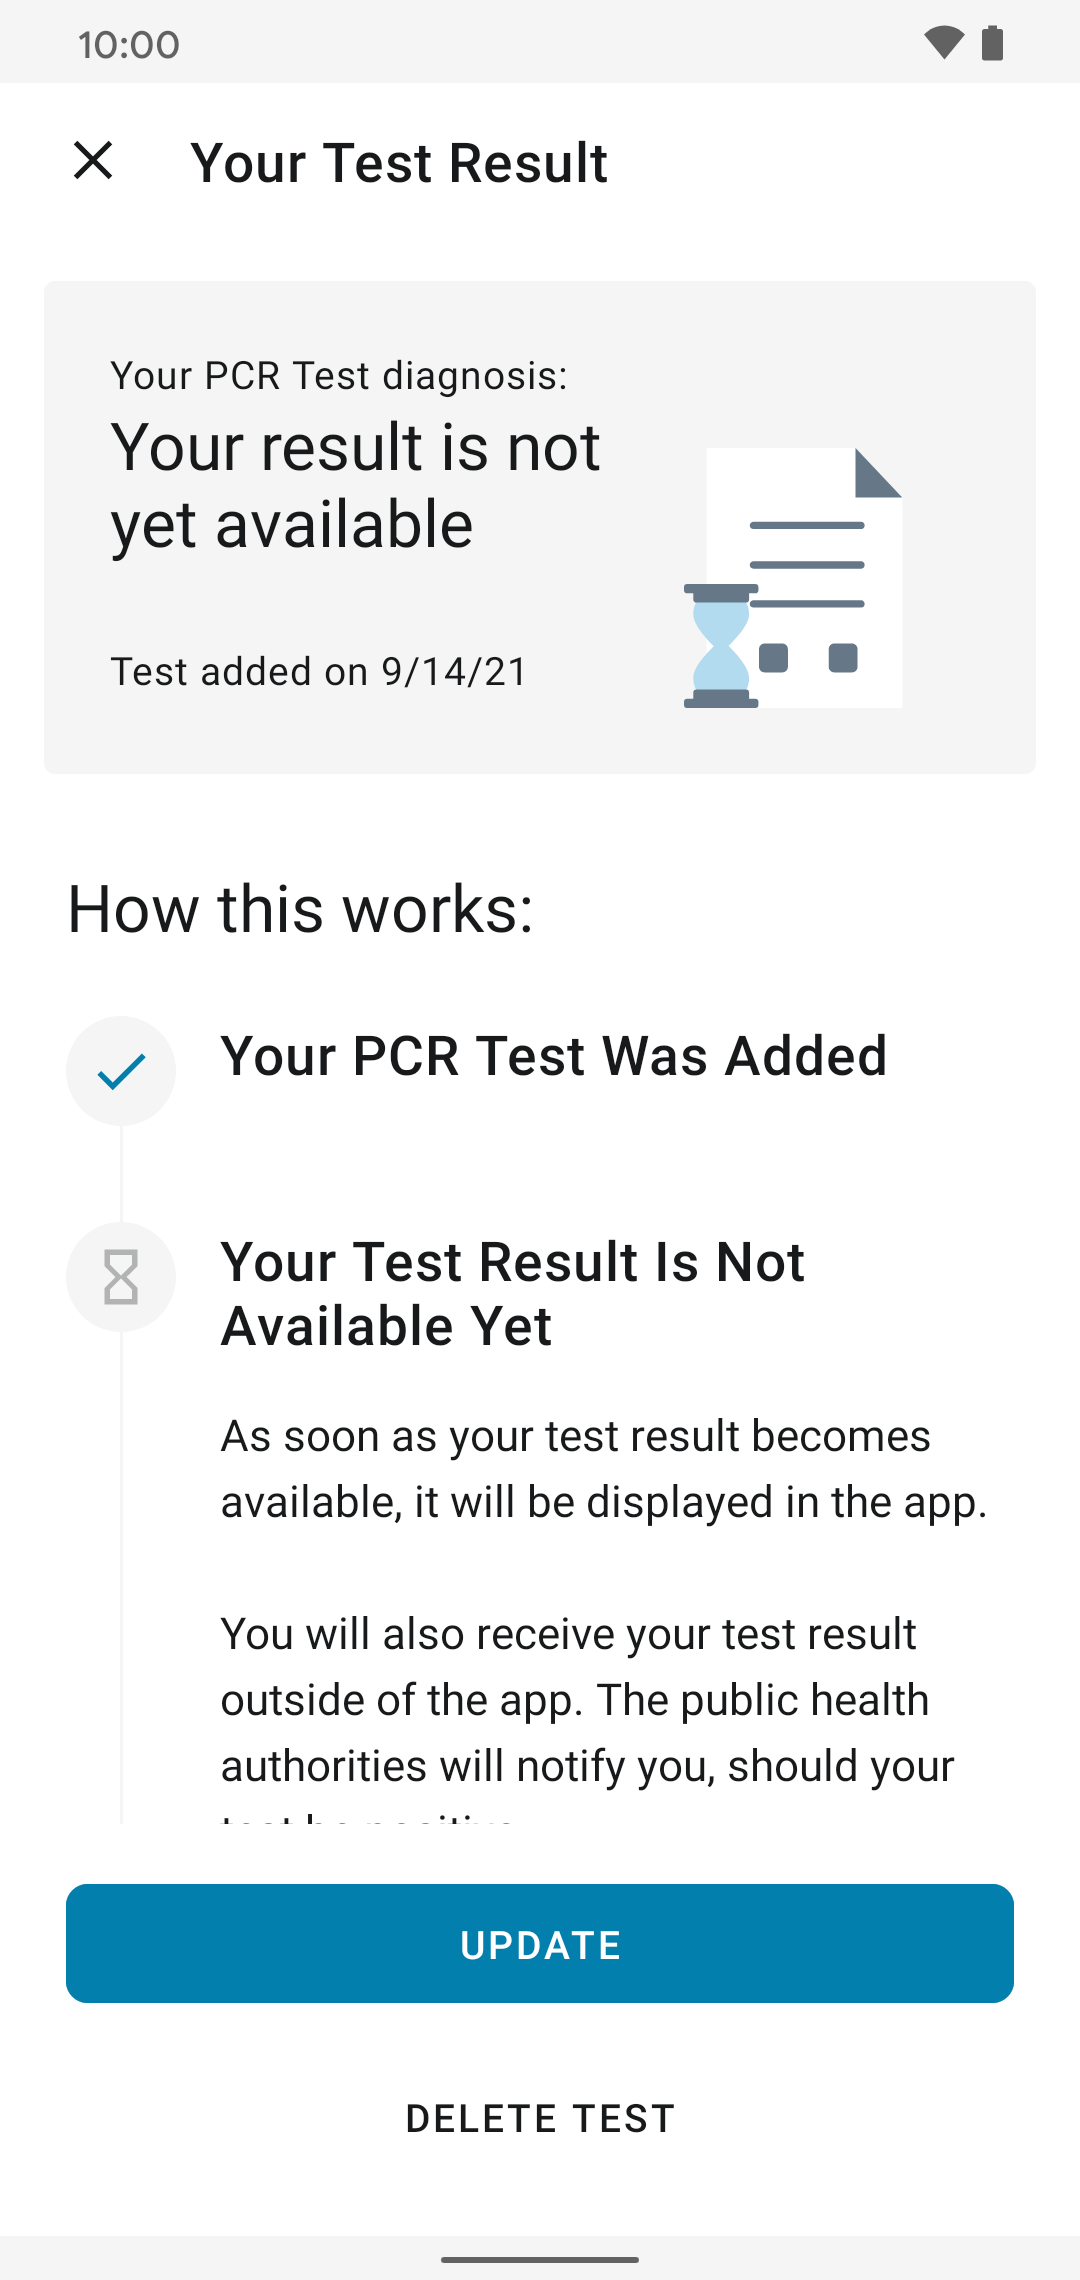 10:00
Your Test Result
Your PCR Test diagnosis:
Your result is not
yet available
Test added on 9/14/21
How this works:
Your PCR Test Was Added
Your Test Result Is Not
Available Yet
As soon as your test result becomes
available, it will be displayed in the app.
You will also receive your test result
outside of the app. The public health
authorities will notify you, should your
UPDATE
DELETE TEST